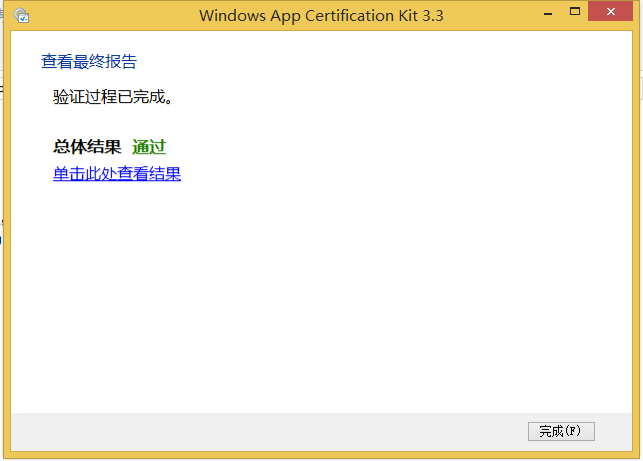 Windows App Certification Kit 3.3
查看最终报告
验证过程已完成。
总体结果 通过
单击此处查看结果
完成(F)